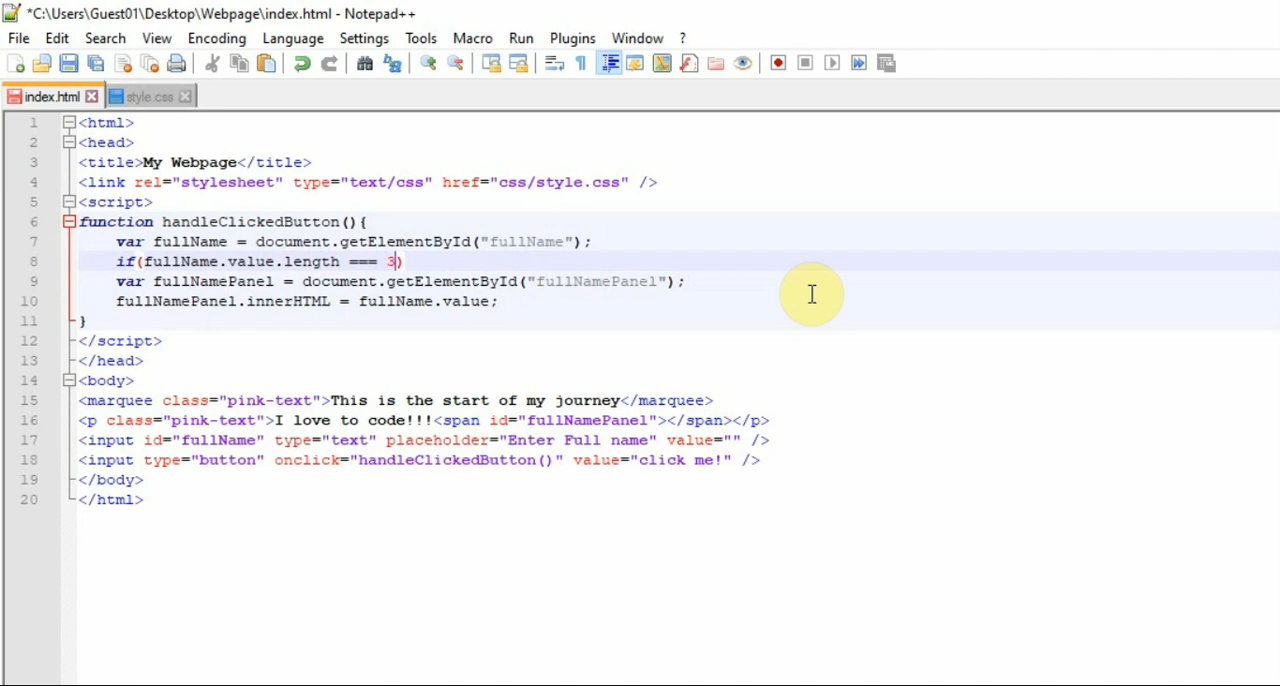 *C:\Users\Guest01\Desktop\Webpage\index.html - Notepad++
File Edit Search View Encoding Language Settings Tools Macro Run Plugins Window ?
index.html style.css
1 <html>
2 <head>
3 <title>My Webpage</title>
4 <link rel="stylesheet" type="text/css" href="css/style.css" />
5 <script>
6 function handleClickedButton(){
7 var fullName = document.getElementById("fullName");
8 if(fullName.value.length === 3)
9 var fullNamePanel = document.getElementById("fullNamePanel");
10 fullNamePanel.innerHTML = fullName.value;
11 }
12 </script>
13 </head>
14 <body>
15 <marquee class="pink-text">This is the start of my journey</marquee>
16 <p class="pink-text">I love to code!!!<span id="fullNamePanel"></span></p>
17 <input id="fullName" type="text" placeholder="Enter Full name" value="" />
18 <input type="button" onclick="handleClickedButton()" value="click me!" />
19 </body>
20 </html>